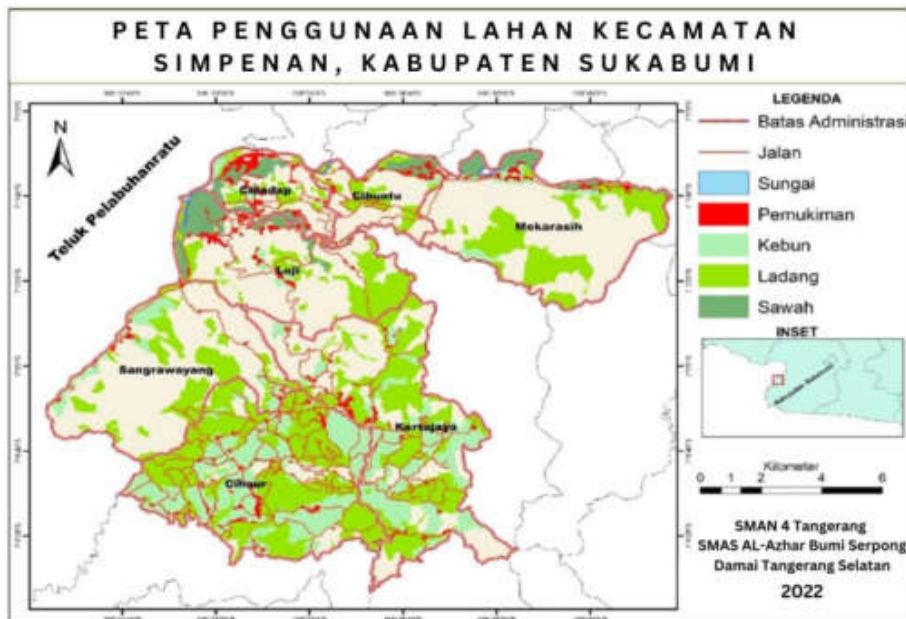 PETA PENGGUNAAN LAHAN KECAMATAN
SIMPENAN, KABUPATEN SUKABUMI
N
Teluk Pelabuhanratu
Cidadap
Cibuntu
Mekarasih
Loji
Sangrawayang
Kertajaya
Cihaur
LEGENDA
Batas Administrasi
Jalan
Sungai
Pemukiman
Kebun
Ladang
Sawah
INSET
Kilometer
0 1 2 4 6
SMAN 4 Tangerang
SMAS AL-Azhar Bumi Serpong
Damai Tangerang Selatan
2022